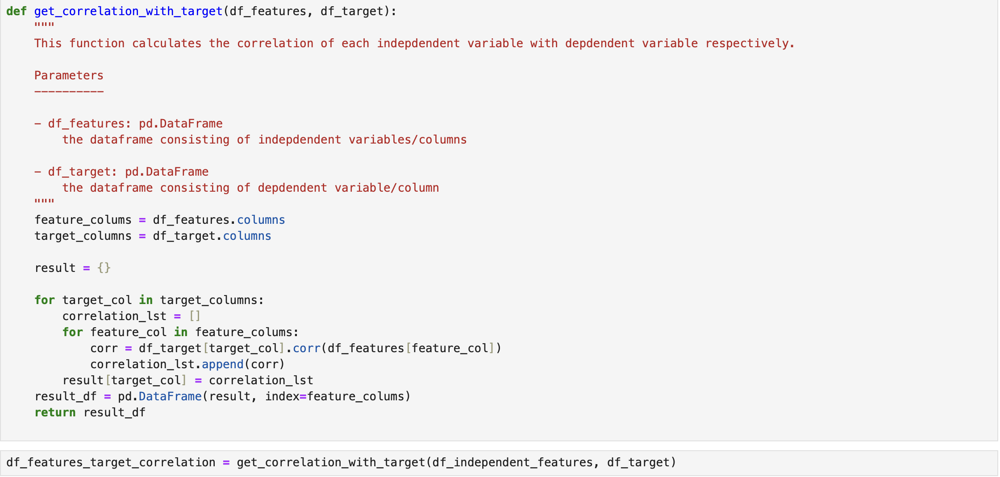 def get_correlation_with_target(df_features, df_target):
    """
    This function calculates the correlation of each indepdendent variable with depdendent variable respectively.
    Parameters
    ----------
    - df_features: pd.DataFrame
        the dataframe consisting of indepdendent variables/columns
    - df_target: pd.DataFrame
        the dataframe consisting of depdendent variable/column
    """
    feature_colums = df_features.columns
    target_columns = df_target.columns
    result = {}
    for target_col in target_columns:
        correlation_lst = []
        for feature_col in feature_colums:
            corr = df_target[target_col].corr(df_features[feature_col])
            correlation_lst.append(corr)
        result[target_col] = correlation_lst
    result_df = pd.DataFrame(result, index=feature_colums)
    return result_df
df_features_target_correlation = get_correlation_with_target(df_independent_features, df_target)